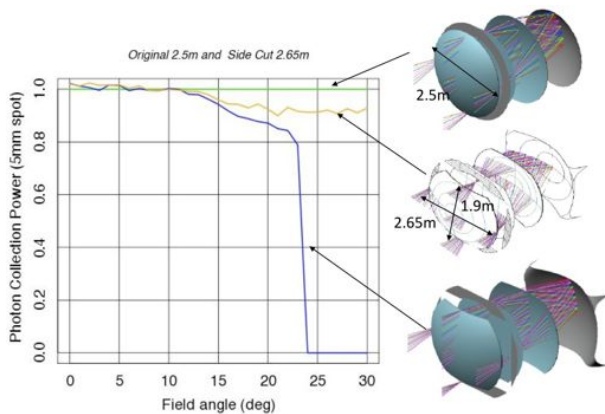 Original 2.5m and Side Cut 2.65m
Photon Collection Power (5mm spot)
1.0
0.8
0.6
0.4
0.2
0.0
0
5
10
15
20
25
30
Field angle (deg)
2.5m
1.9m
2.65m